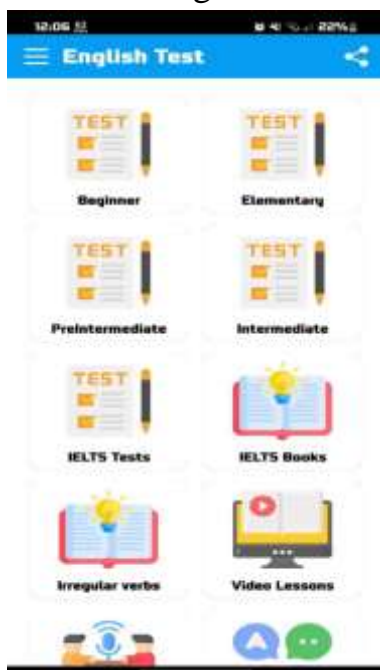 12:06 22%
English Test
TEST TEST
Beginner Elementary
TEST TEST
PreIntermediate Intermediate
TEST
IELTS Tests IELTS Books
Irregular verbs Video Lessons
A